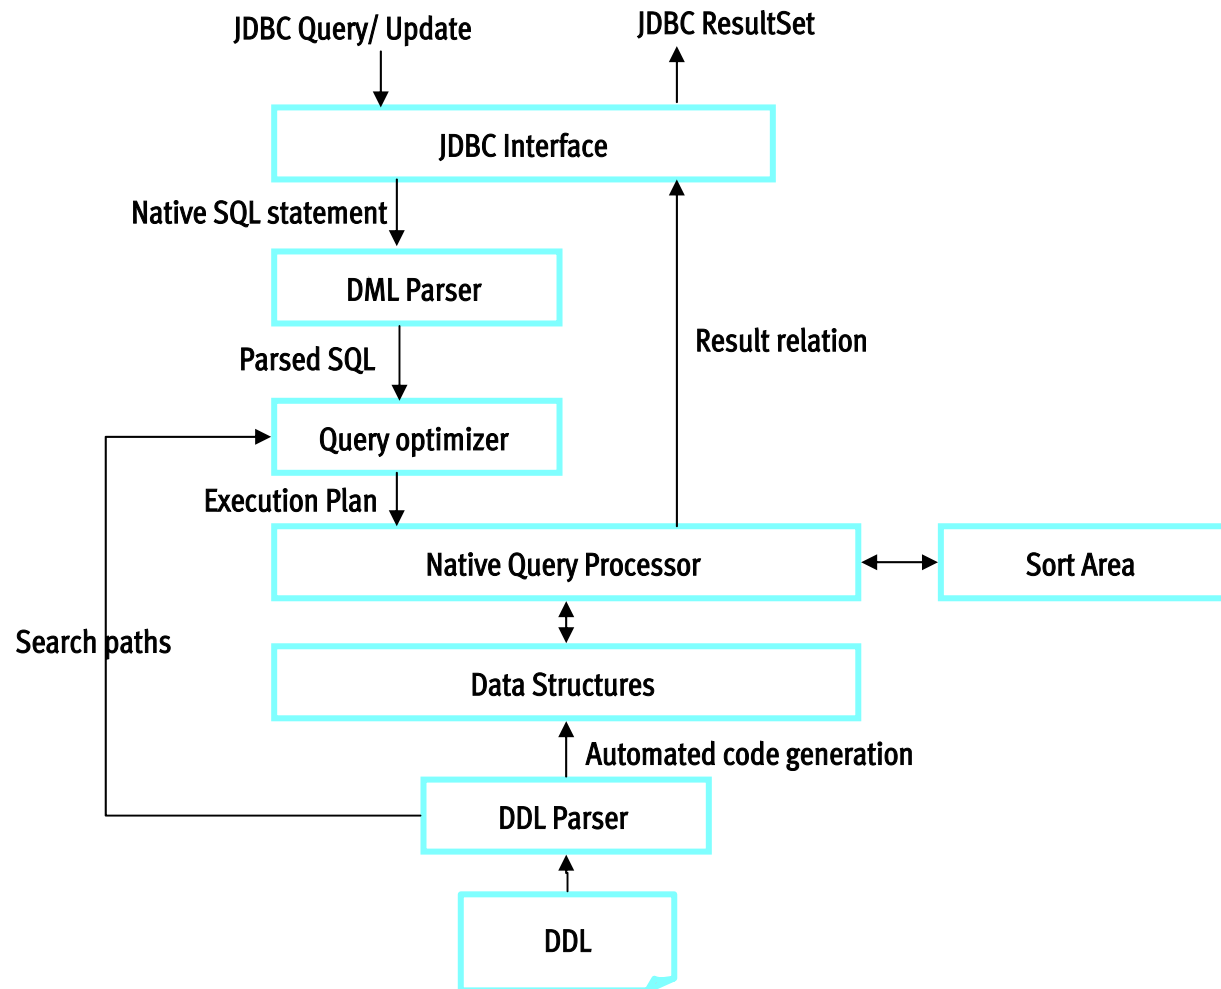 JDBC Query/ Update
JDBC ResultSet
JDBC Interface
Native SQL statement
DML Parser
Result relation
Parsed SQL
Query optimizer
Execution Plan
Native Query Processor
Sort Area
Search paths
Data Structures
Automated code generation
DDL Parser
DDL